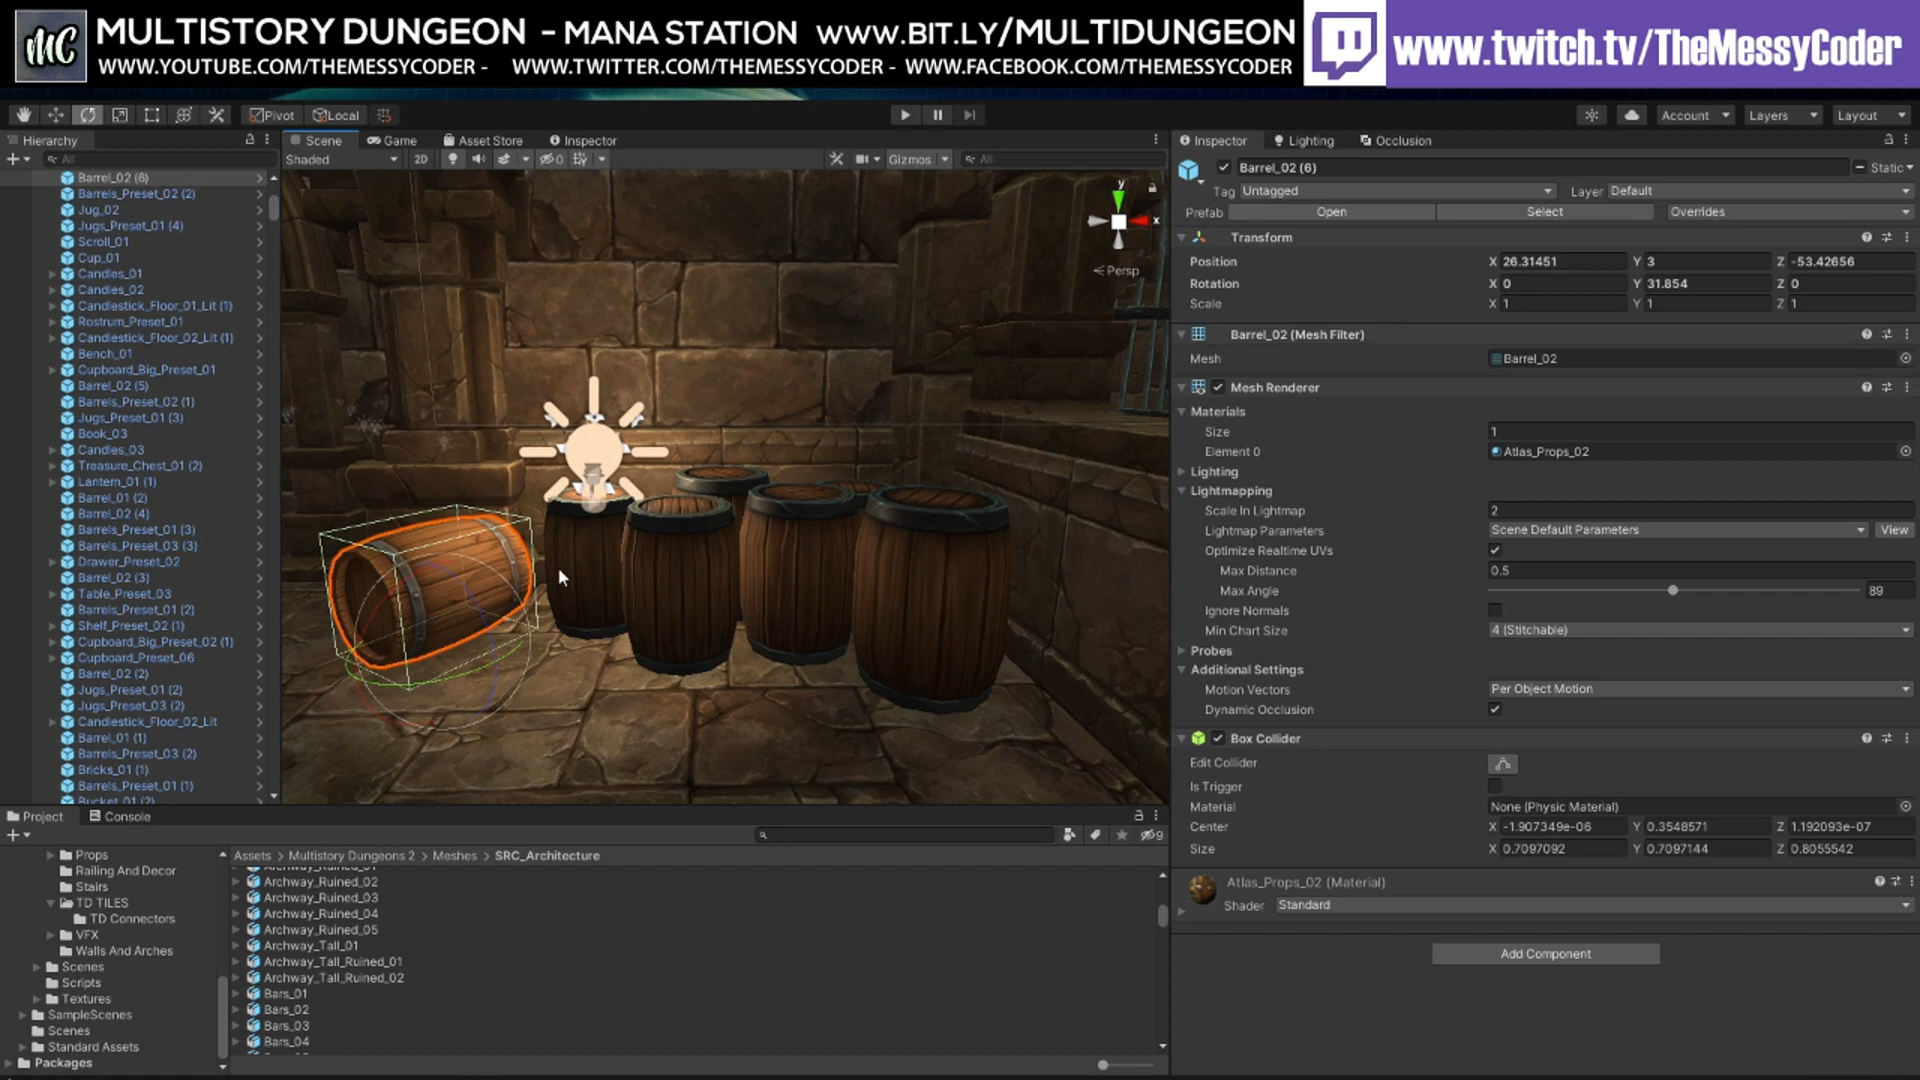 MC MULTISTORY DUNGEON - MANA STATION WWW.BIT.LY/MULTIDUNGEON
WWW.YOUTUBE.COM/THEMESSYCODER - WWW.TWITTER.COM/THEMESSYCODER - WWW.FACEBOOK.COM/THEMESSYCODER
www.twitch.tv/TheMessyCoder
Pivot Local Account Layers Layout
Hierarchy
All
Barrel_02 (6)
Barrels_Preset_02 (2)
Jug_02
Jugs_Preset_01 (4)
Scroll_01
Cup_01
Candles_01
Candles_02
Candlestick_Floor_01_Lit (1)
Rostrum_Preset_01
Candlestick_Floor_02_Lit (1)
Bench_01
Cupboard_Big_Preset_01
Barrel_02 (5)
Barrels_Preset_02 (1)
Jugs_Preset_01 (3)
Book_03
Candles_03
Treasure_Chest_01 (2)
Lantern_01 (1)
Barrel_01 (2)
Barrel_02 (4)
Barrels_Preset_01 (3)
Barrels_Preset_03 (3)
Drawer_Preset_02
Barrel_02 (3)
Table_Preset_03
Barrels_Preset_01 (2)
Shelf_Preset_02 (1)
Cupboard_Big_Preset_02 (1)
Cupboard_Preset_06
Barrel_02 (2)
Jugs_Preset_01 (2)
Jugs_Preset_03 (2)
Candlestick_Floor_02_Lit
Barrel_01 (1)
Barrels_Preset_03 (2)
Bricks_01 (1)
Barrels_Preset_01 (1)
Bucket_01 (2)
Scene Game Asset Store Inspector
Shaded 2D 0 Gizmos All
y
x
Persp
Inspector Lighting Occlusion
Barrel_02 (6) Static
Tag Untagged Layer Default
Prefab Open Select Overrides
Transform
Position X 26.31451 Y 3 Z -53.42656
Rotation X 0 Y 31.854 Z 0
Scale X 1 Y 1 Z 1
Barrel_02 (Mesh Filter)
Mesh Barrel_02
Mesh Renderer
Materials
Size 1
Element 0 Atlas_Props_02
Lighting
Lightmapping
Scale In Lightmap 2
Lightmap Parameters Scene Default Parameters View
Optimize Realtime UVs
Max Distance 0.5
Max Angle 89
Ignore Normals
Min Chart Size 4 (Stitchable)
Probes
Additional Settings
Motion Vectors Per Object Motion
Dynamic Occlusion
Box Collider
Edit Collider
Is Trigger
Material None (Physic Material)
Center X -1.907349e-06 Y 0.3548571 Z 1.192093e-07
Size X 0.7097092 Y 0.7097144 Z 0.8055542
Atlas_Props_02 (Material)
Shader Standard
Add Component
Project Console
9
Props
Railing And Decor
Stairs
TD TILES
TD Connectors
VFX
Walls And Arches
Scenes
Scripts
Textures
SampleScenes
Scenes
Standard Assets
Packages
Assets > Multistory Dungeons 2 > Meshes > SRC_Architecture
Archway_Ruined_02
Archway_Ruined_03
Archway_Ruined_04
Archway_Ruined_05
Archway_Tall_01
Archway_Tall_Ruined_01
Archway_Tall_Ruined_02
Bars_01
Bars_02
Bars_03
Bars_04